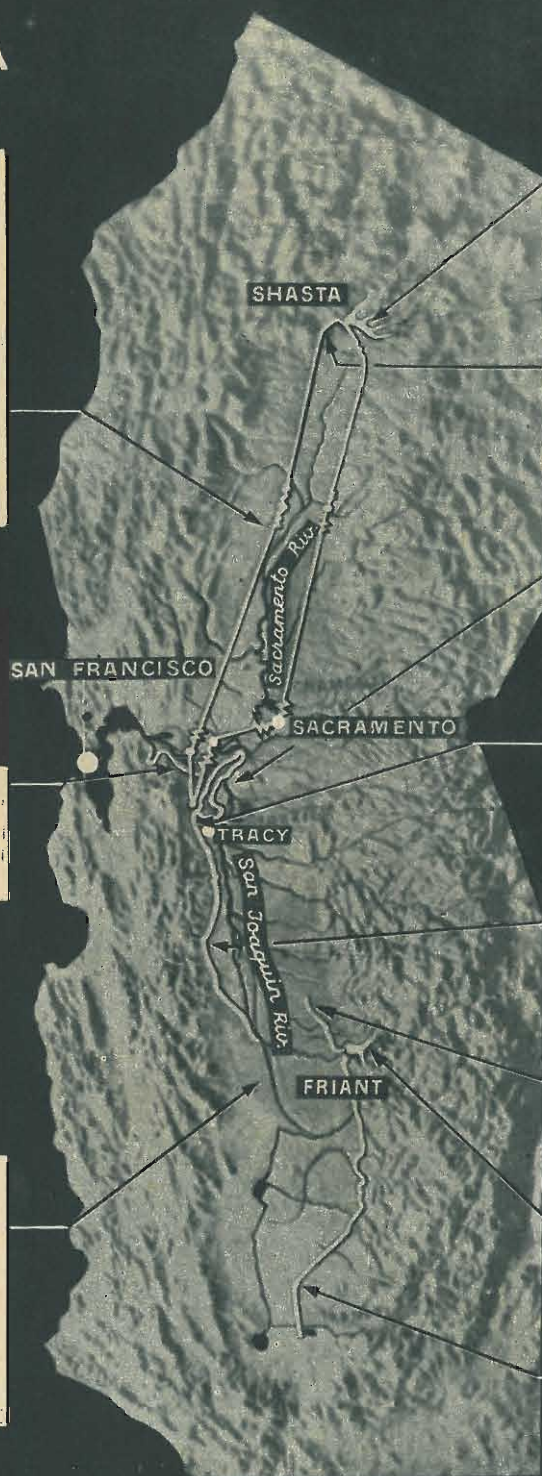 SHASTA
Sacramento Riv.
SAN FRANCISCO
SACRAMENTO
TRACY
San Joaquin Riv.
FRIANT